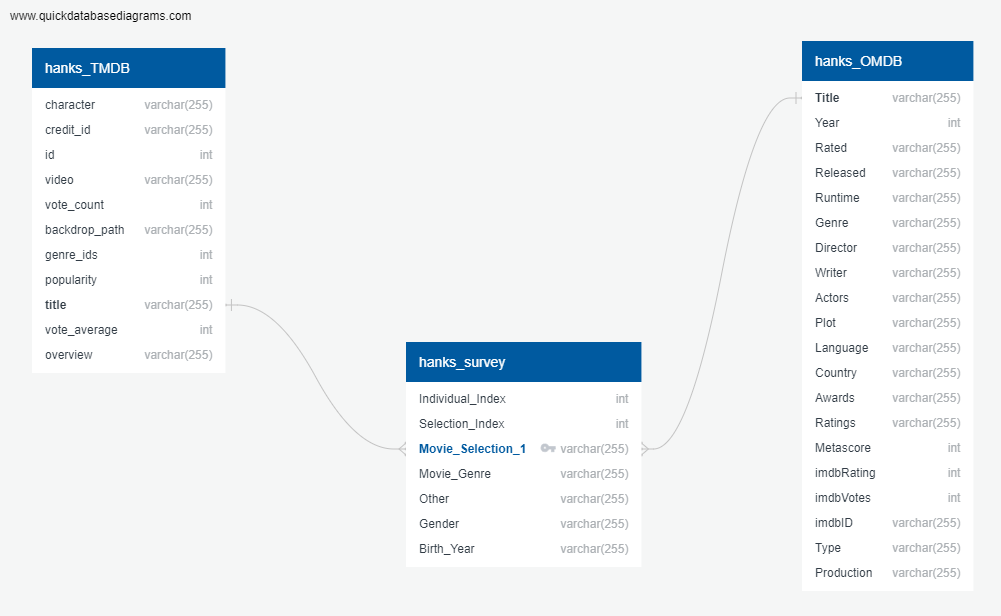 www.quickdatabasediagrams.com
hanks_TMDB
character varchar(255)
credit_id varchar(255)
id int
video varchar(255)
vote_count int
backdrop_path varchar(255)
genre_ids int
popularity int
title varchar(255)
vote_average int
overview varchar(255)
hanks_survey
Individual_Index int
Selection_Index int
Movie_Selection_1 varchar(255)
Movie_Genre varchar(255)
Other varchar(255)
Gender varchar(255)
Birth_Year varchar(255)
hanks_OMDB
Title varchar(255)
Year int
Rated varchar(255)
Released varchar(255)
Runtime varchar(255)
Genre varchar(255)
Director varchar(255)
Writer varchar(255)
Actors varchar(255)
Plot varchar(255)
Language varchar(255)
Country varchar(255)
Awards varchar(255)
Ratings varchar(255)
Metascore int
imdbRating int
imdbVotes int
imdbID varchar(255)
Type varchar(255)
Production varchar(255)